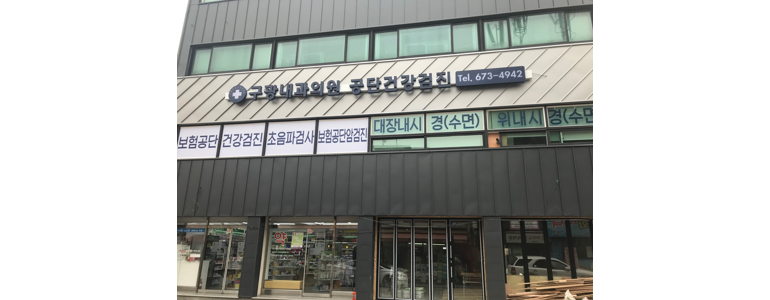 구방내과의원 공단건강검진 Tel. 673-4942
보험공단 건강검진 초음파검사 보험공단암검진 대장내시 경(수면) 위내시 경(수면)